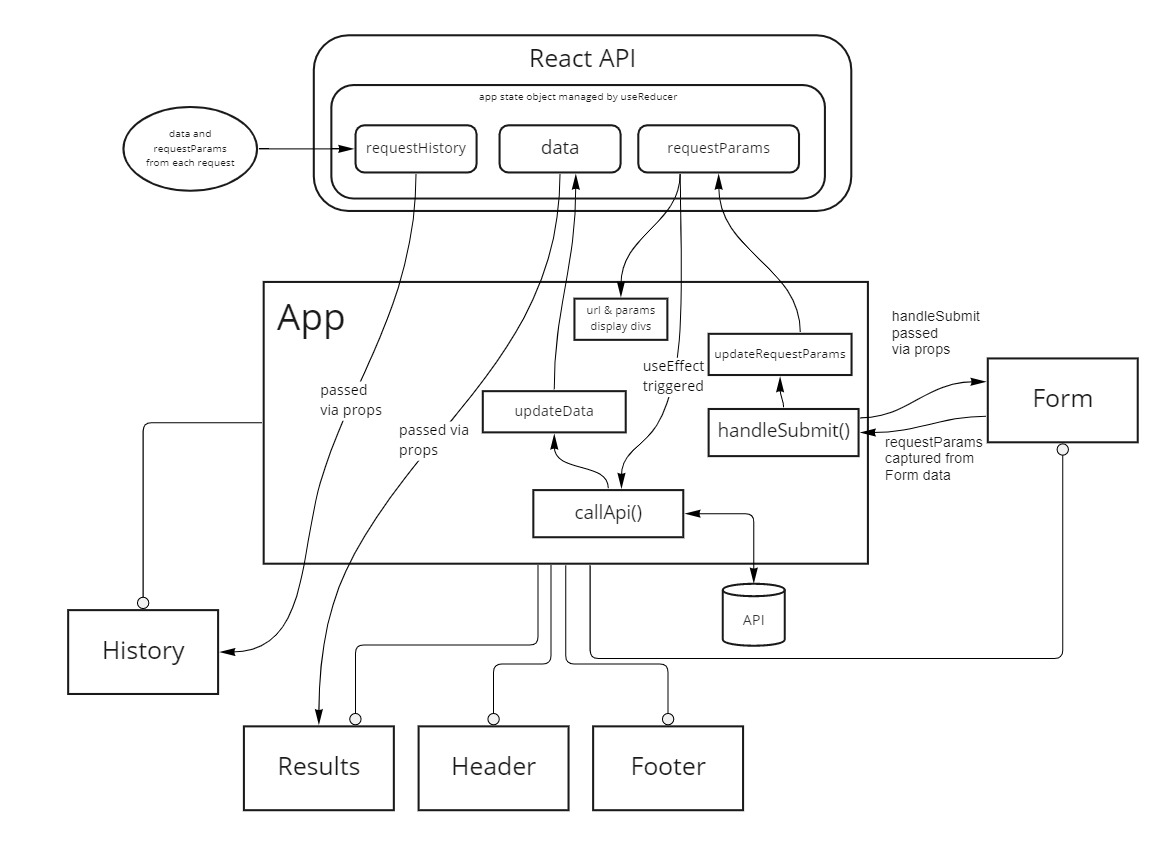 React API
app state object managed by useReducer
data and
requestParams
from each request
requestHistory
data
requestParams
App
url & params
display divs
handleSubmit
passed
via props
updateRequestParams
useEffect
triggered
passed
via props
updateData
Form
passed via
props
handleSubmit()
requestParams
captured from
Form data
callApi()
API
History
Results
Header
Footer